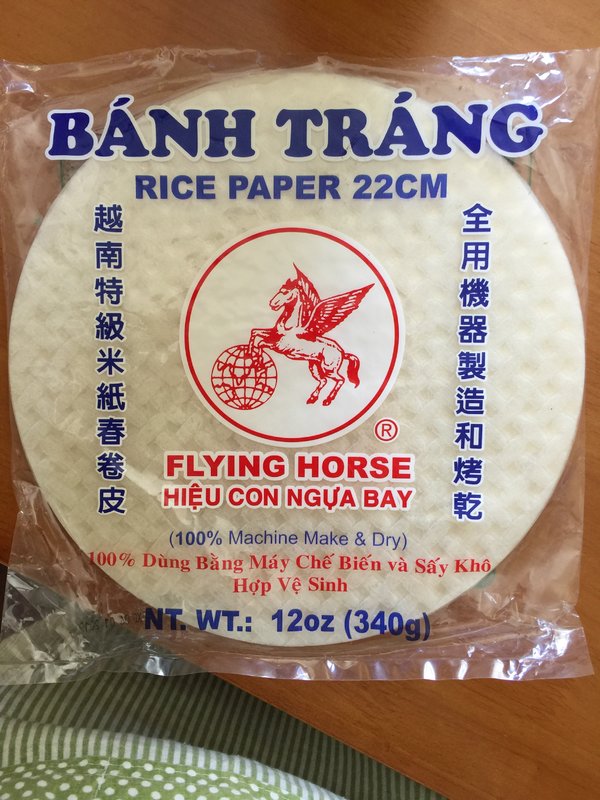 BÁNH TRÁNG
RICE PAPER 22CM
越南特級米紙春卷皮
全用機器製造和烤乾
®
FLYING HORSE
HIỆU CON NGỰA BAY
(100% Machine Make & Dry)
100% Dùng Bằng Máy Chế Biến và Sấy Khô
Hợp Vệ Sinh
NT. WT.: 12oz (340g)